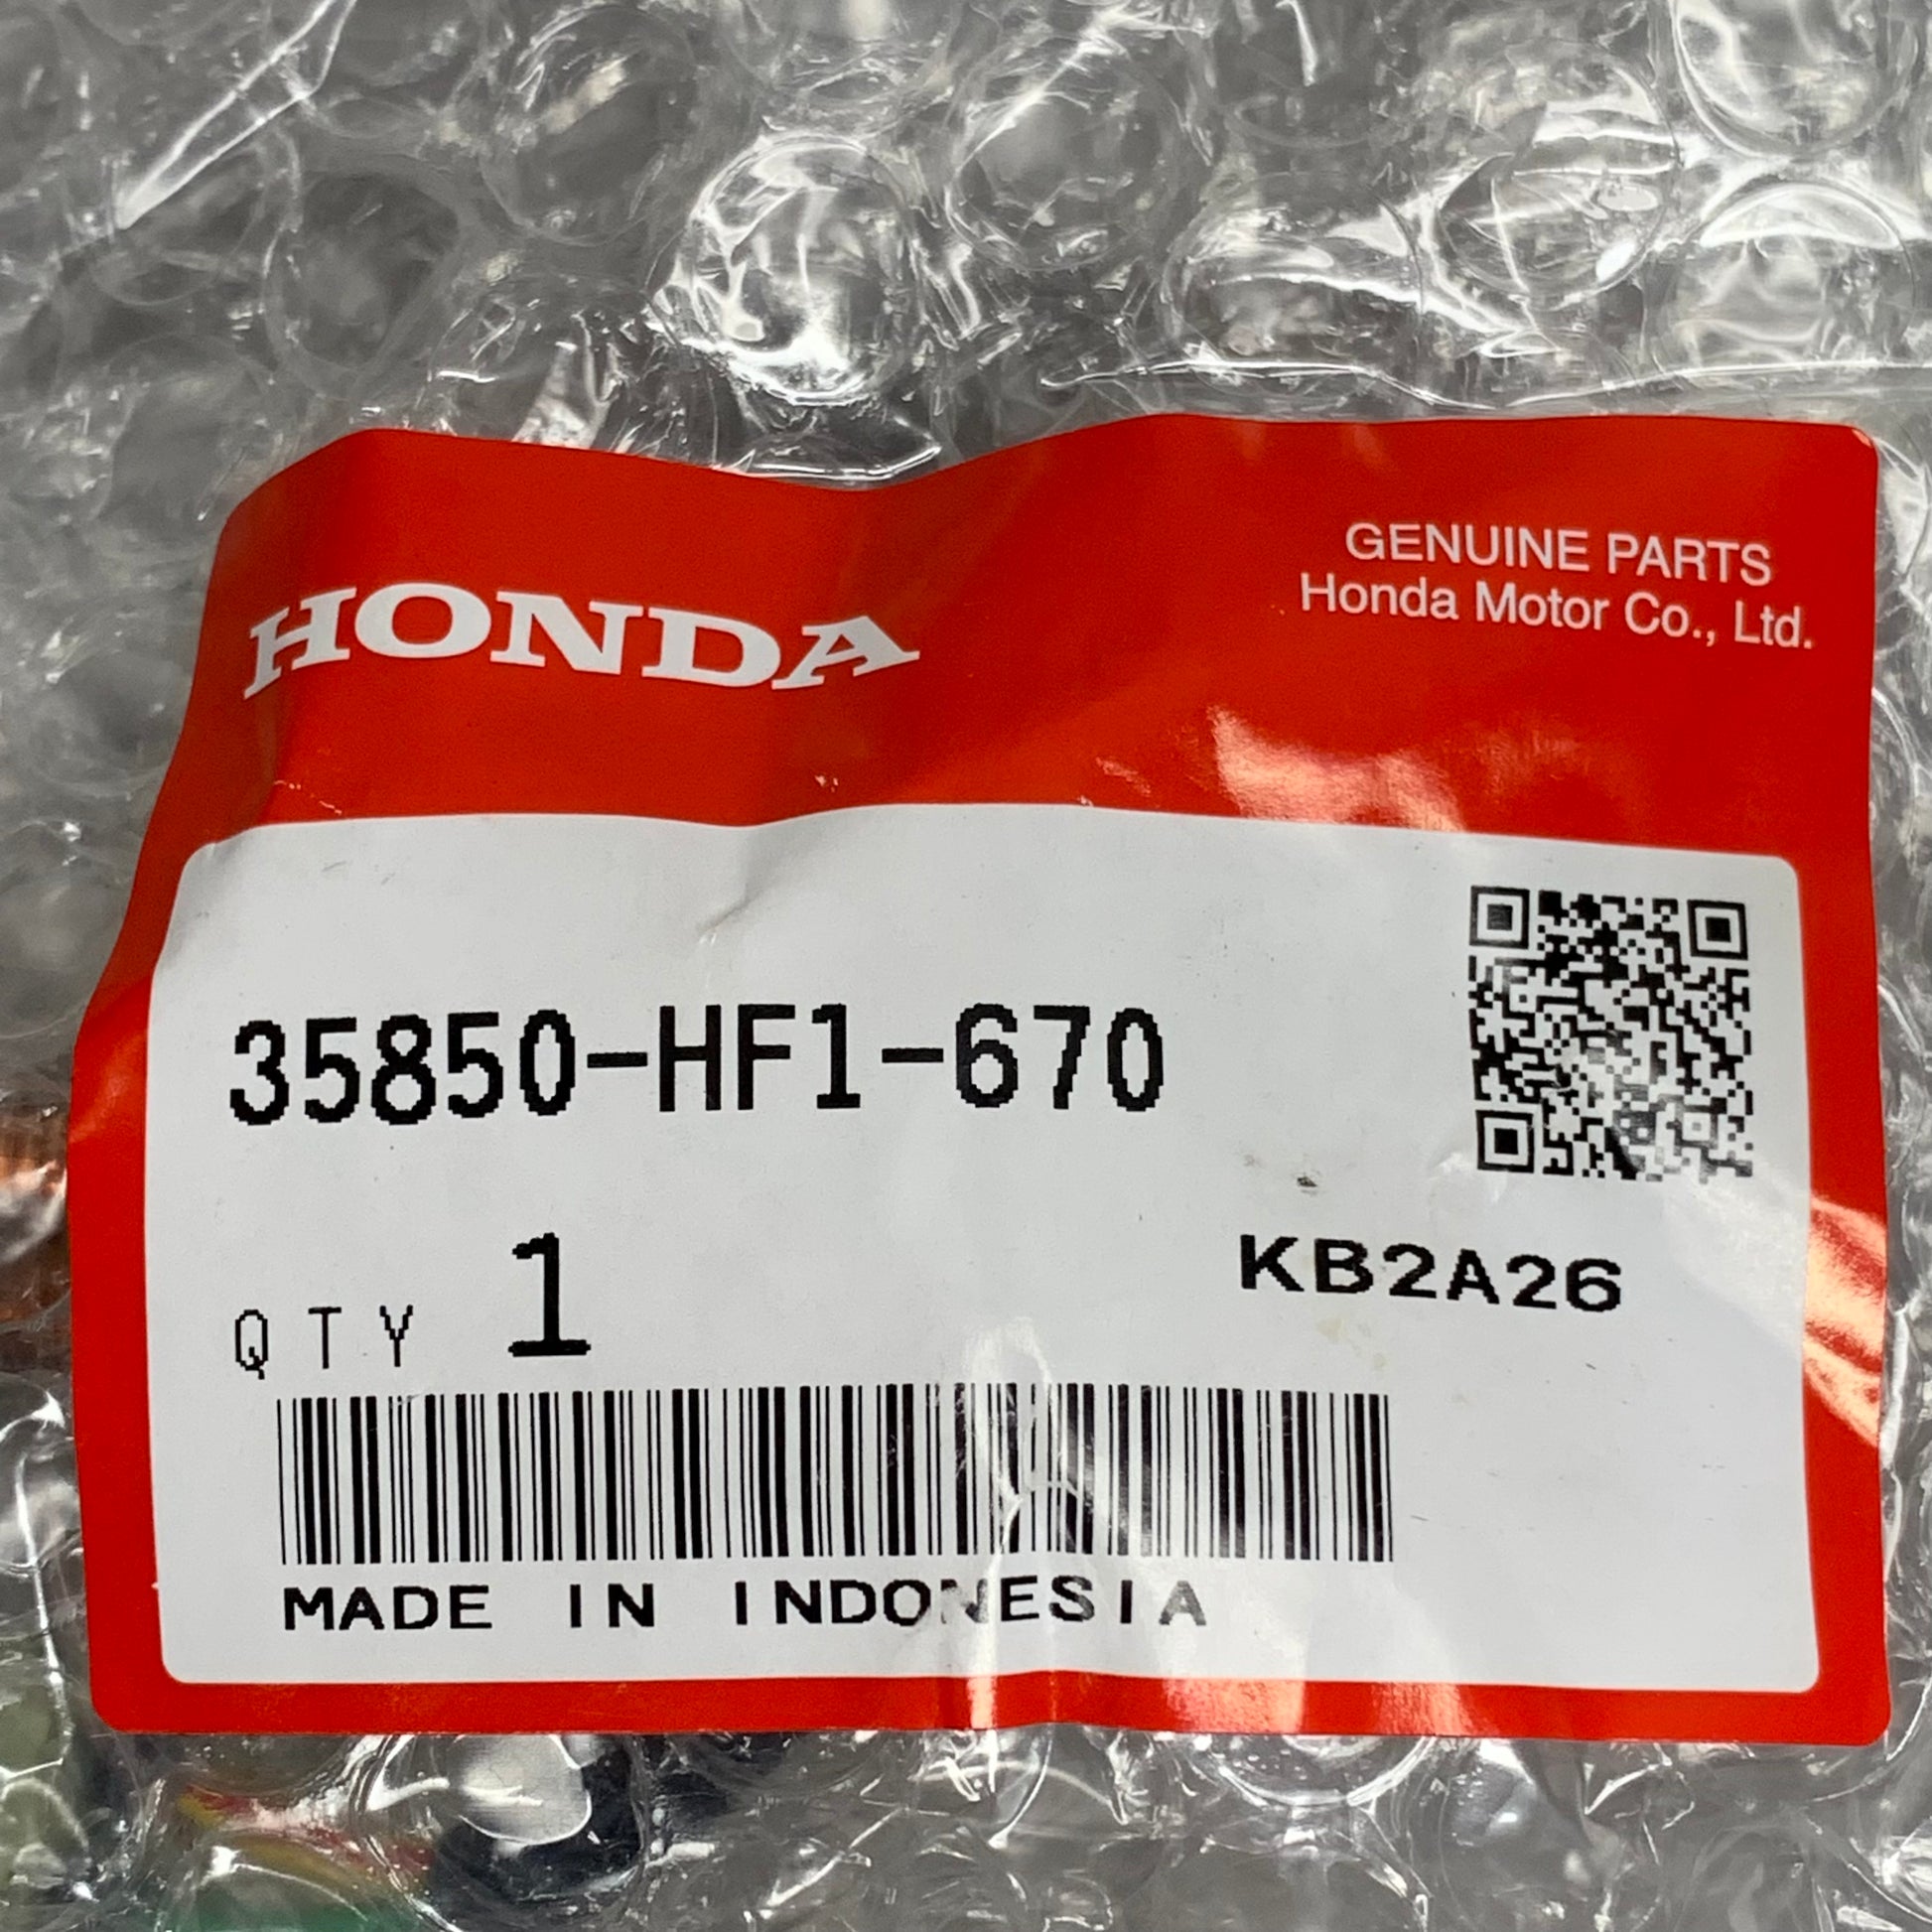 HONDA
GENUINE PARTS
Honda Motor Co., Ltd.
35850-HF1-670
KB2A26
QTY 1
MADE IN INDONESIA